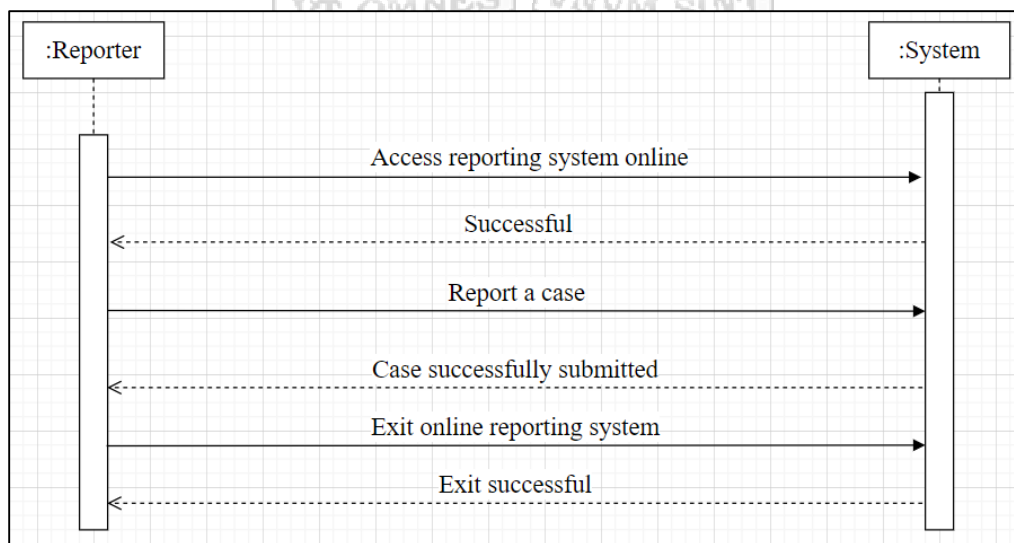 :Reporter
:System
Access reporting system online
Successful
Report a case
Case successfully submitted
Exit online reporting system
Exit successful